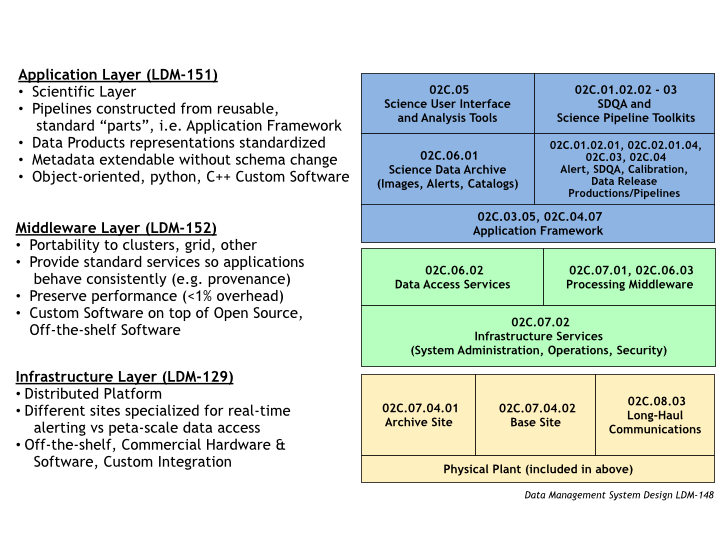 Application Layer (LDM-151)
• Scientific Layer
• Pipelines constructed from reusable,
standard “parts”, i.e. Application Framework
• Data Products representations standardized
• Metadata extendable without schema change
• Object-oriented, python, C++ Custom Software
Middleware Layer (LDM-152)
• Portability to clusters, grid, other
• Provide standard services so applications
behave consistently (e.g. provenance)
• Preserve performance (<1% overhead)
• Custom Software on top of Open Source,
Off-the-shelf Software
Infrastructure Layer (LDM-129)
• Distributed Platform
• Different sites specialized for real-time
alerting vs peta-scale data access
• Off-the-shelf, Commercial Hardware &
Software, Custom Integration
02C.05
Science User Interface
and Analysis Tools
02C.01.02.02 - 03
SDQA and
Science Pipeline Toolkits
02C.06.01
Science Data Archive
(Images, Alerts, Catalogs)
02C.01.02.01, 02C.02.01.04,
02C.03, 02C.04
Alert, SDQA, Calibration,
Data Release
Productions/Pipelines
02C.03.05, 02C.04.07
Application Framework
02C.06.02
Data Access Services
02C.07.01, 02C.06.03
Processing Middleware
02C.07.02
Infrastructure Services
(System Administration, Operations, Security)
02C.07.04.01
Archive Site
02C.07.04.02
Base Site
02C.08.03
Long-Haul
Communications
Physical Plant (included in above)
Data Management System Design LDM-148